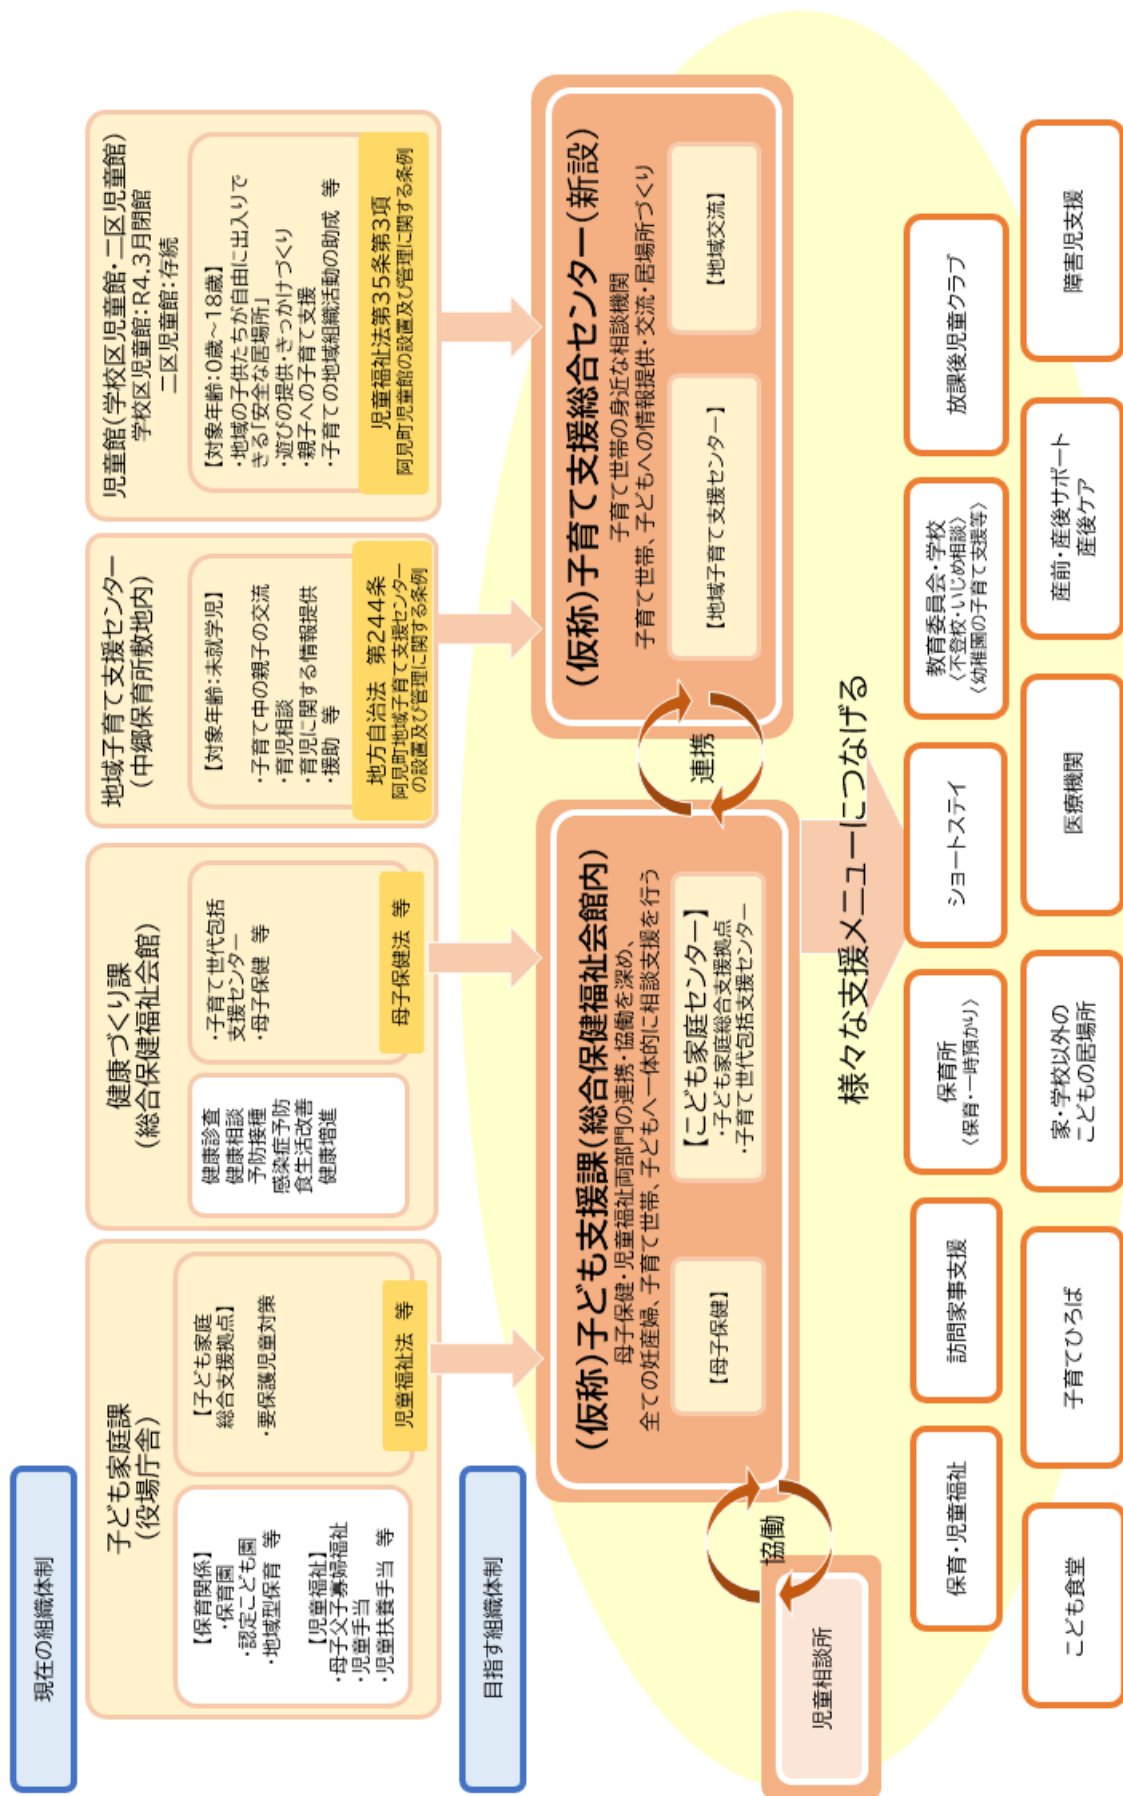 現在の組織体制
子ども家庭課
(役場庁舎)
【保育関係】
・保育園
・認定こども園
・地域型保育 等
【児童福祉】
・母子父子寡婦福祉
・児童手当
・児童扶養手当 等
【子ども家庭
総合支援拠点】
・要保護児童対策
児童福祉法 等
健康づくり課
(総合保健福祉会館)
健康診査
健康相談
予防接種
感染症予防
食生活改善
健康増進
・子育て世代包括
支援センター
・母子保健 等
母子保健法 等
地域子育て支援センター
(中郷保育所敷地内)
【対象年齢:未就学児】
・子育て中の親子の交流
・育児相談
・育児に関する情報提供
・援助 等
地方自治法 第244条
阿見町地域子育て支援センター
の設置及び管理に関する条例
児童館(学校区児童館・二区児童館)
学校区児童館:R4.3月閉館
二区児童館:存続
【対象年齢:0歳~18歳】
・地域の子供たちが自由に出入りで
きる「安全な居場所」
・遊びの提供・きっかけづくり
・親子への子育て支援
・子育ての地域組織活動の助成 等
児童福祉法第35条第3項
阿見町児童館の設置及び管理に関する条例
目指す組織体制
(仮称)子ども支援課(総合保健福祉会館内)
母子保健・児童福祉両部門の連携・協働を深め、
全ての妊産婦、子育て世帯、子どもへ一体的に相談支援を行う
【母子保健】
【こども家庭センター】
・子ども家庭総合支援拠点
・子育て世代包括支援センター
連携
(仮称)子育て支援総合センター(新設)
子育て世帯の身近な相談機関
子育て世帯、子どもへの情報提供・交流・居場所づくり
【地域子育て支援センター】
【地域交流】
協働
児童相談所
様々な支援メニューにつなげる
保育・児童福祉
訪問家事支援
保育所
〈保育・一時預かり〉
ショートステイ
教育委員会・学校
〈不登校・いじめ相談〉
〈幼稚園の子育て支援等〉
放課後児童クラブ
こども食堂
子育てひろば
家・学校以外の
こどもの居場所
医療機関
産前・産後サポート
産後ケア
障害児支援